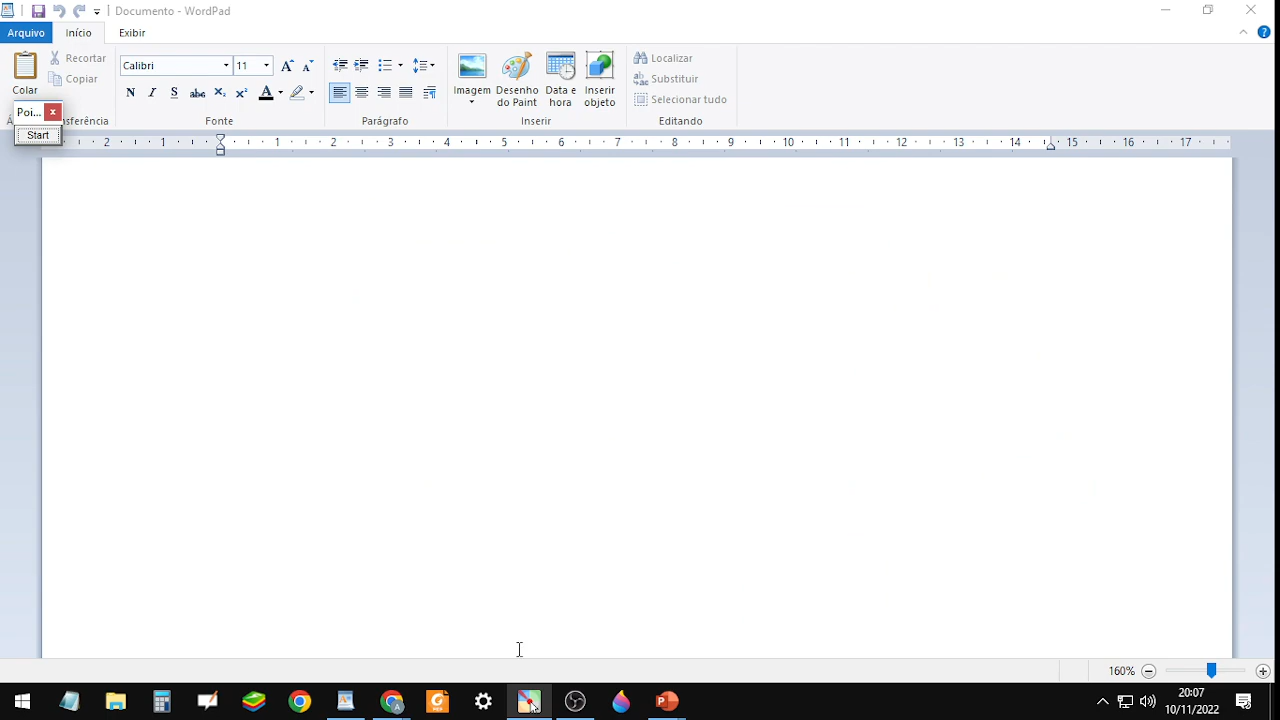 Documento - WordPad
Arquivo Início Exibir
Colar
Recortar
Copiar
Calibri 11
Imagem
Desenho do Paint
Data e hora
Inserir objeto
Localizar
Substituir
Selecionar tudo
Fonte Parágrafo Inserir Editando
Poi... x
Start
N I S abc X₂ X² A
2 1 1 2 3 4 5 6 7 8 9 10 11 12 13 14 15 16 17
160%
20:07
10/11/2022